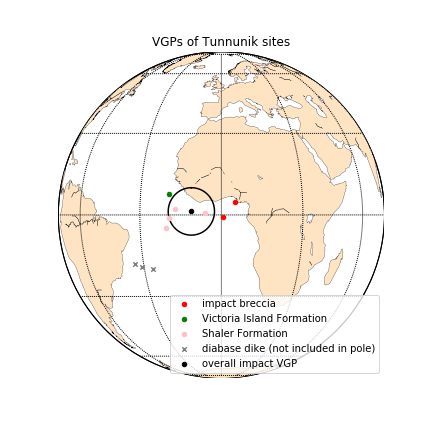 VGPs of Tunnunik sites
impact breccia
Victoria Island Formation
Shaler Formation
diabase dike (not included in pole)
overall impact VGP